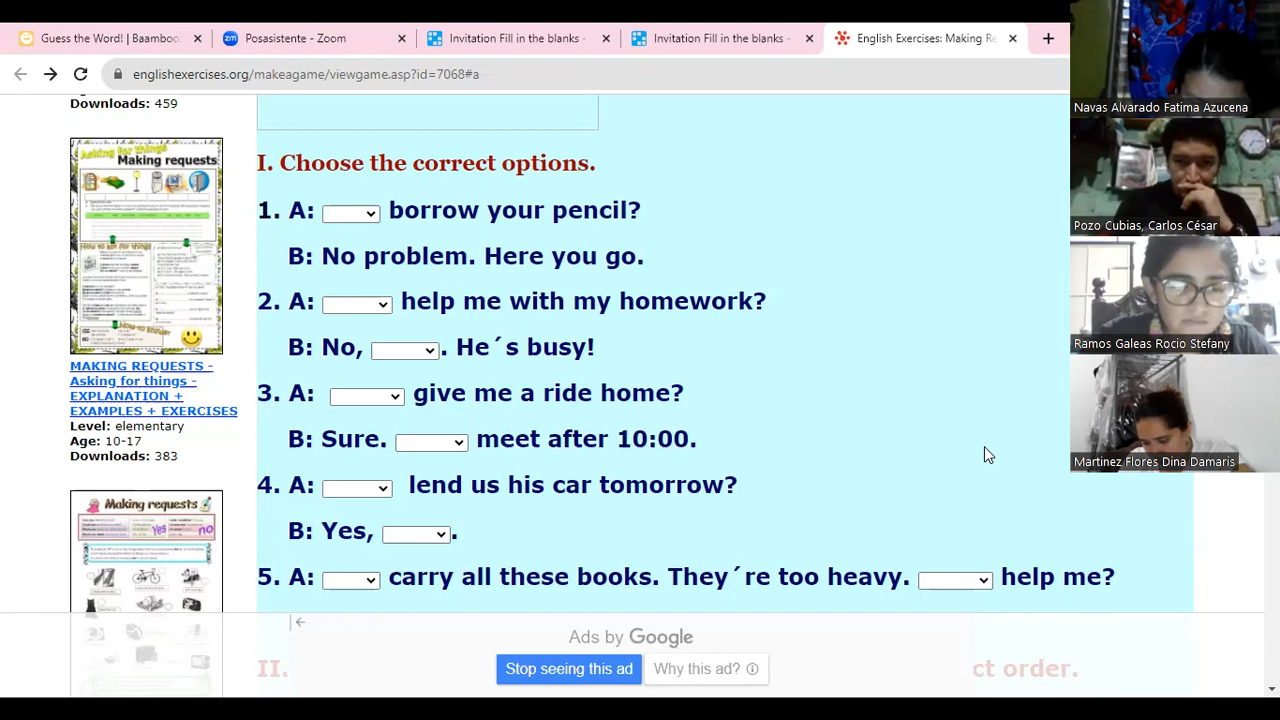 Guess the Word! | Baamboo
Posasistente - Zoom
Invitation Fill in the blanks -
Invitation Fill in the blanks -
English Exercises: Making Re
englishexercises.org/makeagame/viewgame.asp?id=7068#a
Downloads: 459
Asking for things
Making requests
MAKING REQUESTS -
Asking for things -
EXPLANATION +
EXAMPLES + EXERCISES
Level: elementary
Age: 10-17
Downloads: 383
Making requests
yes
no
I. Choose the correct options.
1. A: borrow your pencil?
B: No problem. Here you go.
2. A: help me with my homework?
B: No, . He´s busy!
3. A: give me a ride home?
B: Sure. meet after 10:00.
4. A: lend us his car tomorrow?
B: Yes, .
5. A: carry all these books. They´re too heavy. help me?
Ads by Google
Stop seeing this ad
Why this ad?
II. ct order.
Navas Alvarado Fatima Azucena
Pozo Cubias, Carlos César
Ramos Galeas Rocio Stefany
Martinez Flores Dina Damaris